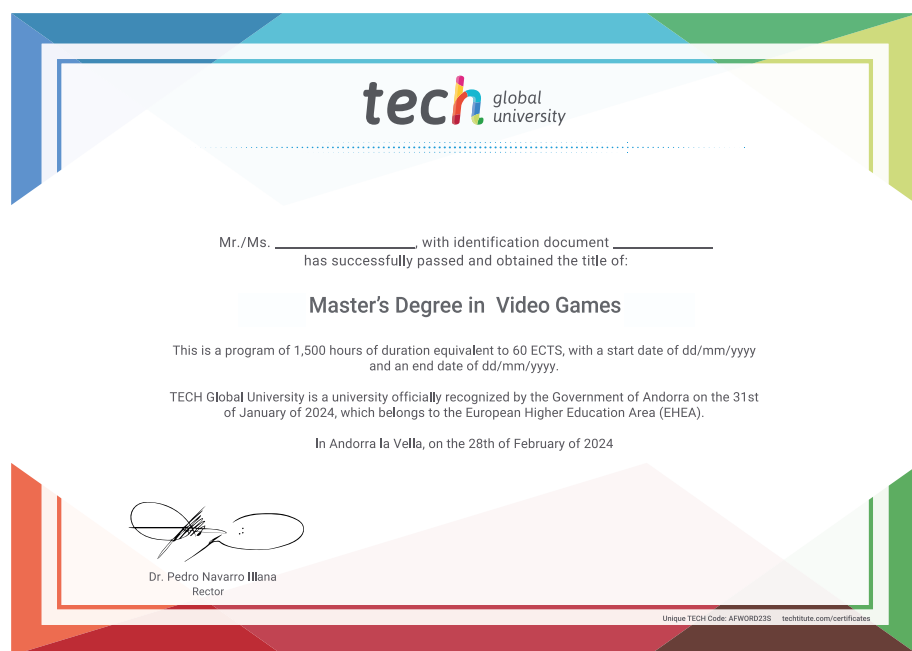 tech global university
Mr./Ms. ____________________, with identification document ______________
has successfully passed and obtained the title of:
Master's Degree in Video Games
This is a program of 1,500 hours of duration equivalent to 60 ECTS, with a start date of dd/mm/yyyy
and an end date of dd/mm/yyyy.
TECH Global University is a university officially recognized by the Government of Andorra on the 31st
of January of 2024, which belongs to the European Higher Education Area (EHEA).
In Andorra la Vella, on the 28th of February of 2024
Dr. Pedro Navarro Illana
Rector
Unique TECH Code: AFWORD23S techtitute.com/certificates